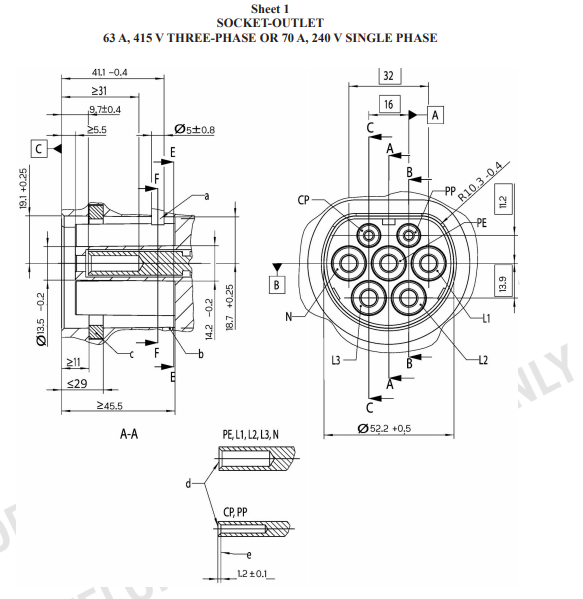 Sheet 1
SOCKET-OUTLET
63 A, 415 V THREE-PHASE OR 70 A, 240 V SINGLE PHASE
41.1 -0.4
≥31
9.7±0.4
≥5.5
Ø5±0.8
C
E
F
a
19.1 +0.25
Ø13.5 -0.2
14.2 -0.2
18.7 +0.25
≥11
c
F
b
≤29
E
≥45.5
A-A
32
16
A
C
A
B
R10.3 -0.4
CP
PP
PE
11.2
B
13.9
N
L1
L3
B
L2
A
C
Ø52.2 +0.5
PE, L1, L2, L3, N
d
CP, PP
e
1.2 ±0.1
NLY